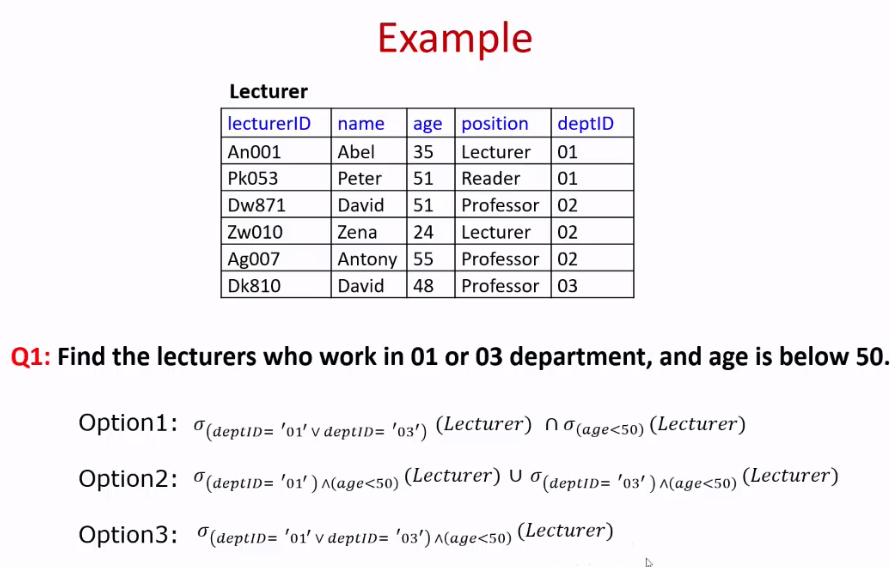 Example
Lecturer
lecturerID name age position deptID
An001 Abel 35 Lecturer 01
Pk053 Peter 51 Reader 01
Dw871 David 51 Professor 02
Zw010 Zena 24 Lecturer 02
Ag007 Antony 55 Professor 02
Dk810 David 48 Professor 03
Q1: Find the lecturers who work in 01 or 03 department, and age is below 50.
Option1: σ(deptID= '01' ∨ deptID= '03') (Lecturer) ∩ σ(age<50) (Lecturer)
Option2: σ(deptID= '01' ) ∧(age<50) (Lecturer) ∪ σ(deptID= '03' ) ∧(age<50) (Lecturer)
Option3: σ(deptID= '01' ∨ deptID= '03') ∧(age<50) (Lecturer)